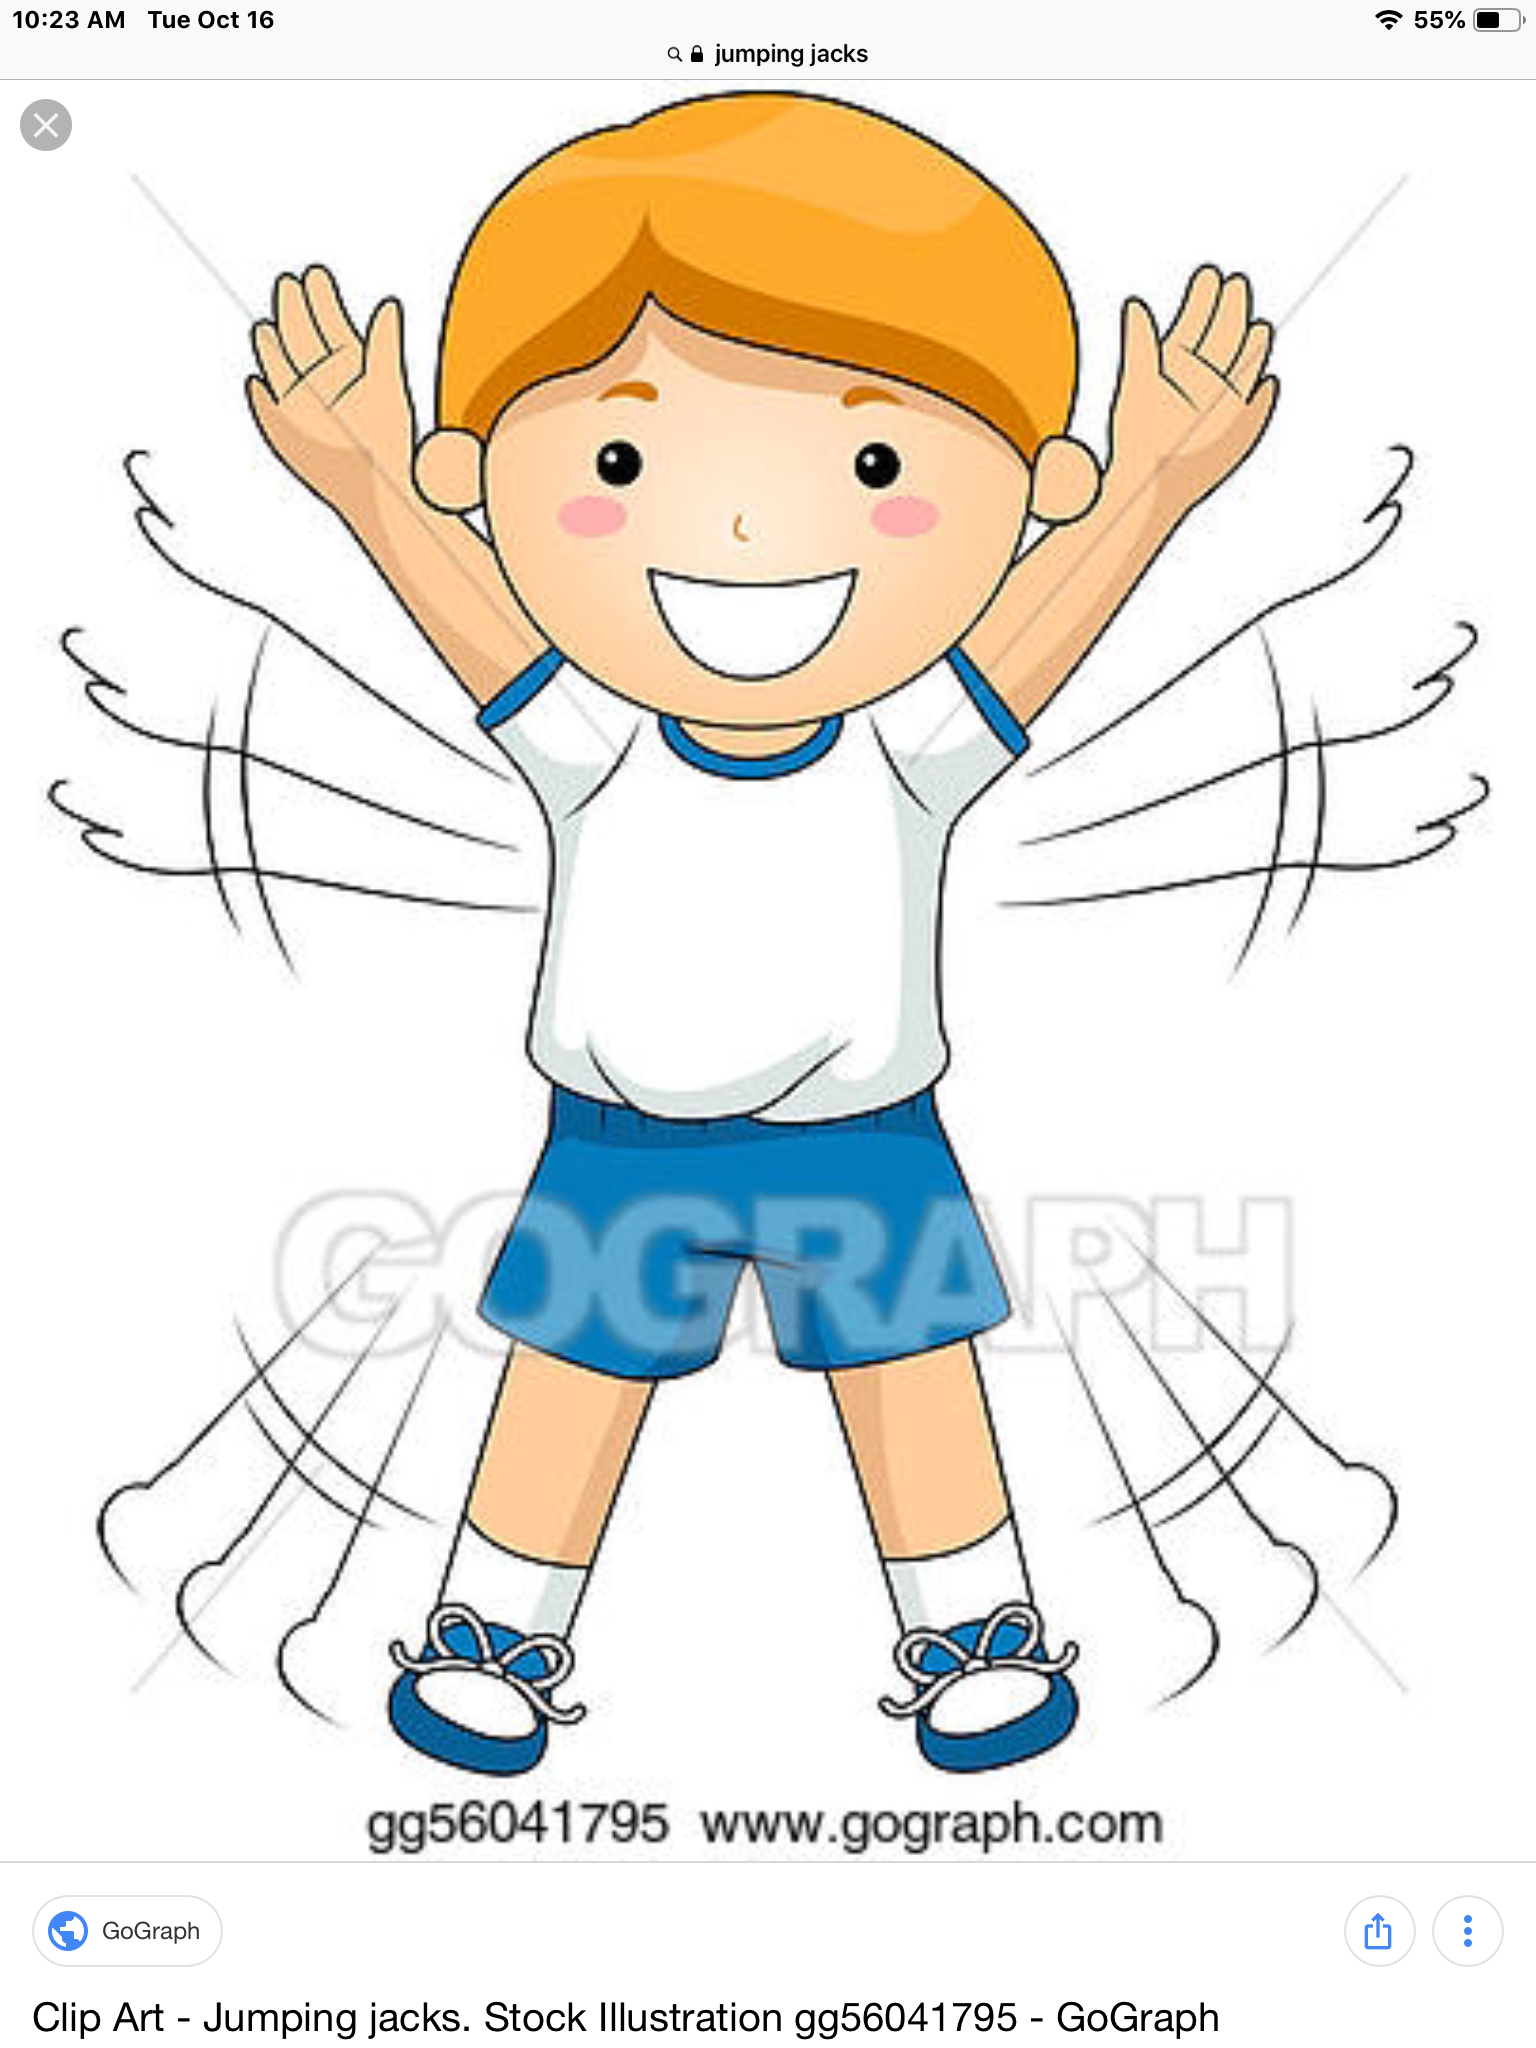 10:23 AM Tue Oct 16 55%
jumping jacks
GOGRAPH
gg56041795 www.gograph.com
GoGraph
Clip Art - Jumping jacks. Stock Illustration gg56041795 - GoGraph